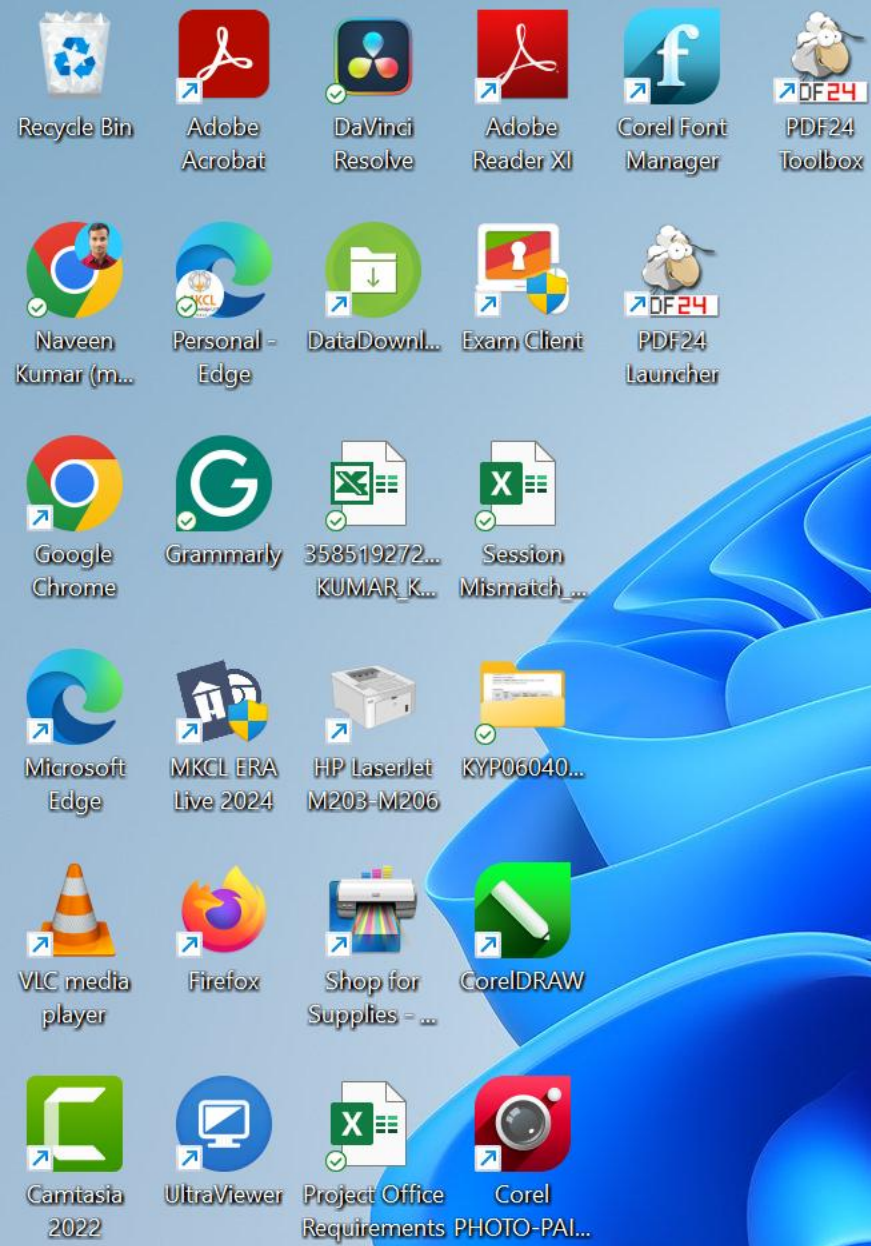 Recycle Bin
Adobe
Acrobat
DaVinci
Resolve
Adobe
Reader XI
Corel Font
Manager
PDF24
Toolbox
Naveen
Kumar (m...
Personal -
Edge
DataDownl...
Exam Client
PDF24
Launcher
Google
Chrome
Grammarly
358519272...
KUMAR_K...
Session
Mismatch_...
Microsoft
Edge
MKCL ERA
Live 2024
HP LaserJet
M203-M206
KYP06040...
VLC media
player
Firefox
Shop for
Supplies - ...
CorelDRAW
Camtasia
2022
UltraViewer
Project Office
Requirements
Corel
PHOTO-PAI...